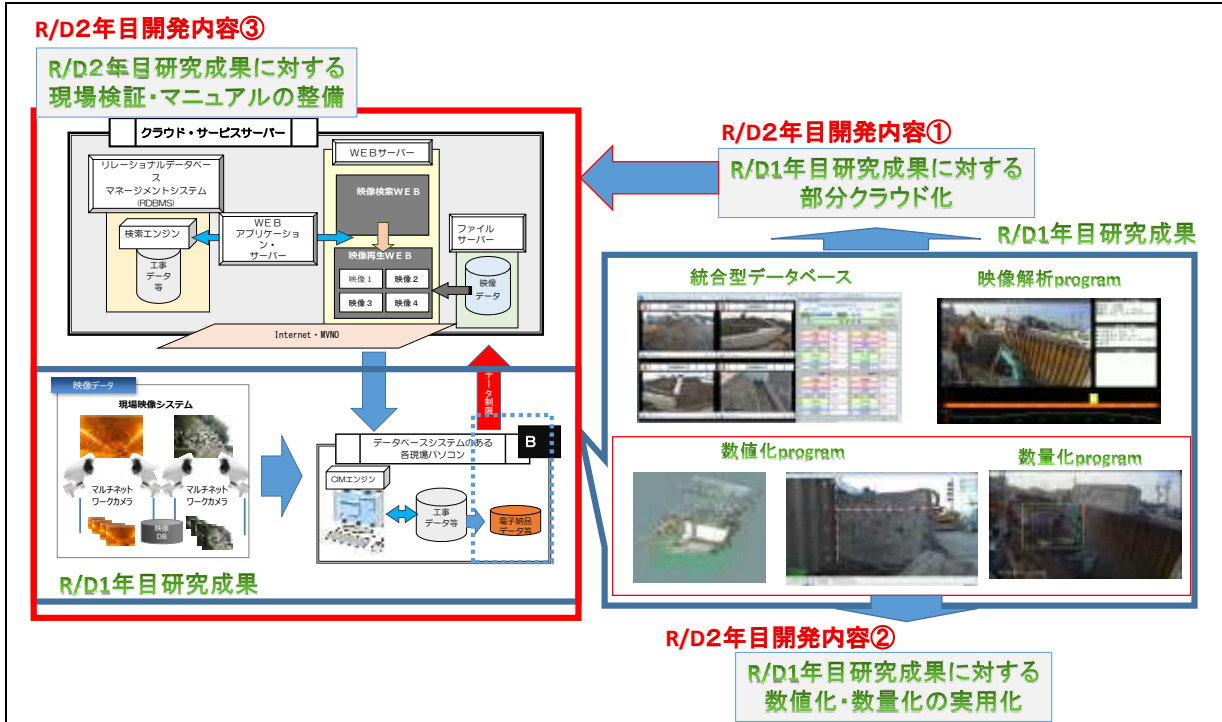 R/D2年目開発内容③
R/D２年目研究成果に対する
現場検証・マニュアルの整備
クラウド・サービスサーバー
リレーショナルデータベー
ス
マネージメントシステム
(RDBMS)
検索エンジン
工事
データ
等
WEB
アプリケーション・
サーバー
WEBサーバー
映像検索WEB
映像再生WEB
映像１
映像２
映像３
映像４
ファイル
サーバー
映像
データ
Internet・MVNO
R/D2年目開発内容①
R/D1年目研究成果に対する
部分クラウド化
R/D1年目研究成果
統合型データベース
映像解析program
数値化program
数量化program
映像データ
現場映像システム
マルチネット
ワークカメラ
マルチネット
ワークカメラ
映像
DB
R/D1年目研究成果
データ制限
B
データベースシステムのある
各現場パソコン
CIMエンジン
工事
データ等
電子納品
データ等
R/D2年目開発内容②
R/D1年目研究成果に対する
数値化・数量化の実用化